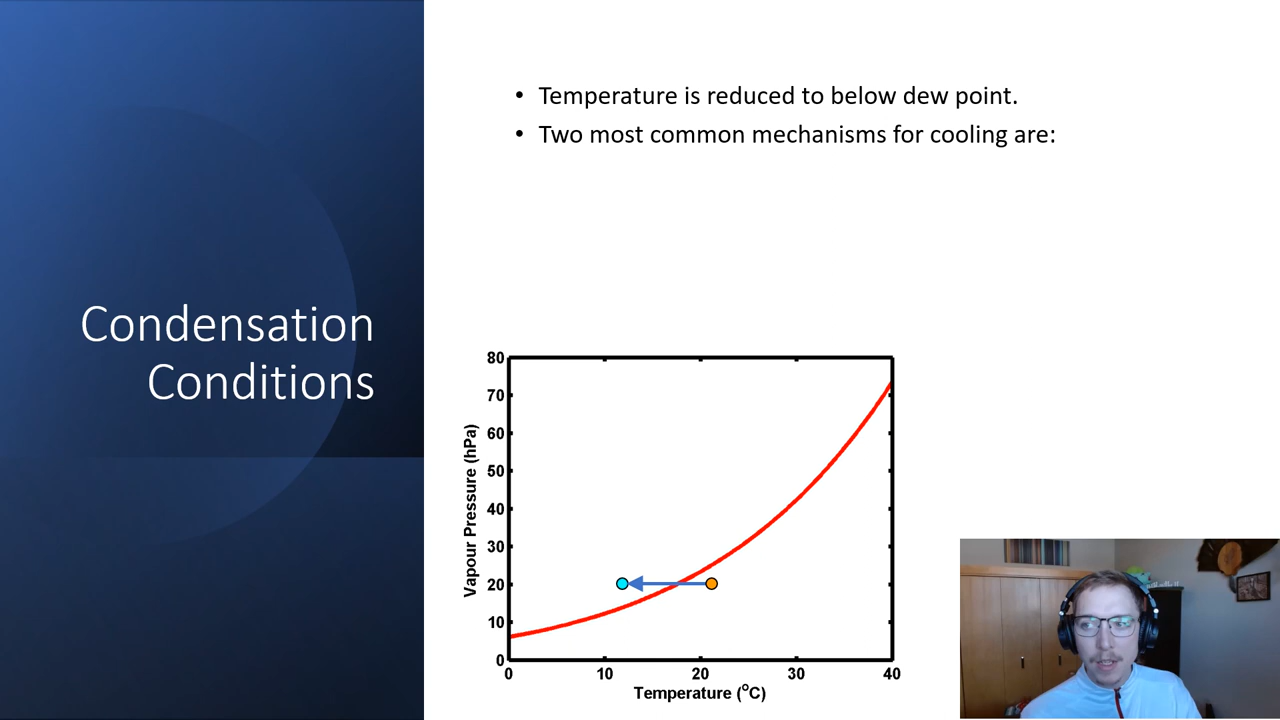 Condensation
Conditions
• Temperature is reduced to below dew point.
• Two most common mechanisms for cooling are:
80
70
60
50
40
30
20
10
0
Vapour Pressure (hPa)
0 10 20 30 40
Temperature (°C)